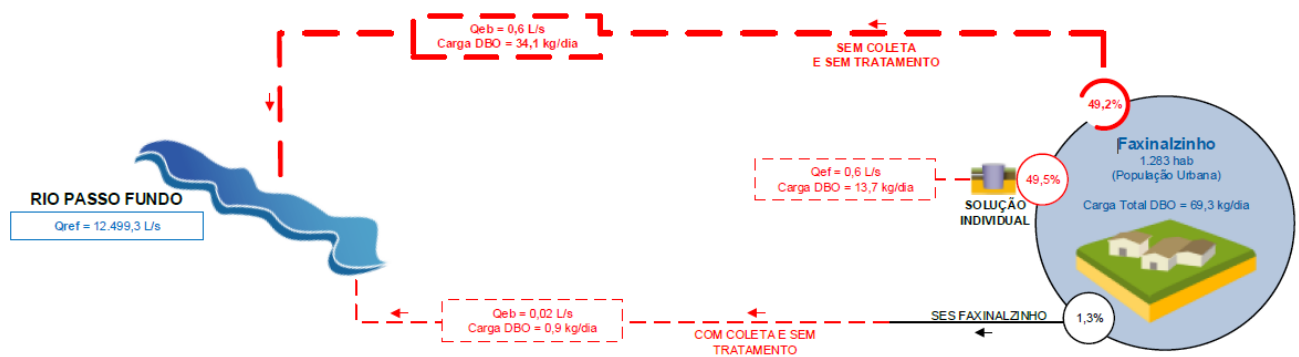 Qeb = 0,6 L/s
Carga DBO = 34,1 kg/dia
SEM COLETA
E SEM TRATAMENTO
49,2%
Faxinalzinho
1.283 hab
(População Urbana)
Carga Total DBO = 69,3 kg/dia
Qef = 0,6 L/s
Carga DBO = 13,7 kg/dia
49,5%
SOLUÇÃO
INDIVIDUAL
RIO PASSO FUNDO
Qref = 12.499,3 L/s
Qeb = 0,02 L/s
Carga DBO = 0,9 kg/dia
COM COLETA E SEM
TRATAMENTO
SES FAXINALZINHO
1,3%